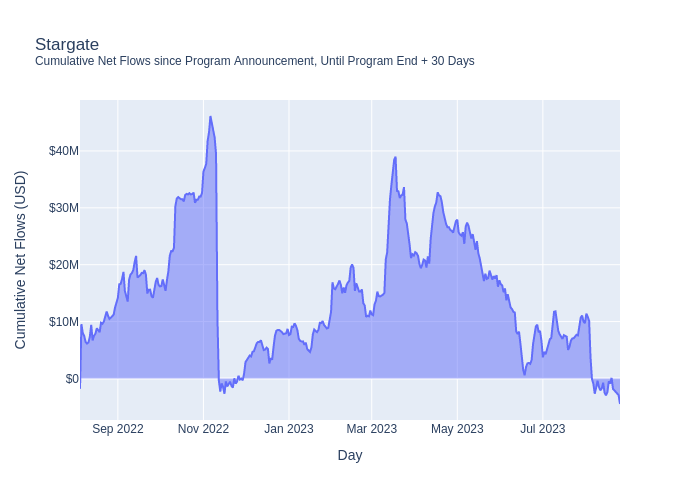 Stargate
Cumulative Net Flows since Program Announcement, Until Program End + 30 Days
Cumulative Net Flows (USD)
$40M
$30M
$20M
$10M
$0
Sep 2022 Nov 2022 Jan 2023 Mar 2023 May 2023 Jul 2023
Day